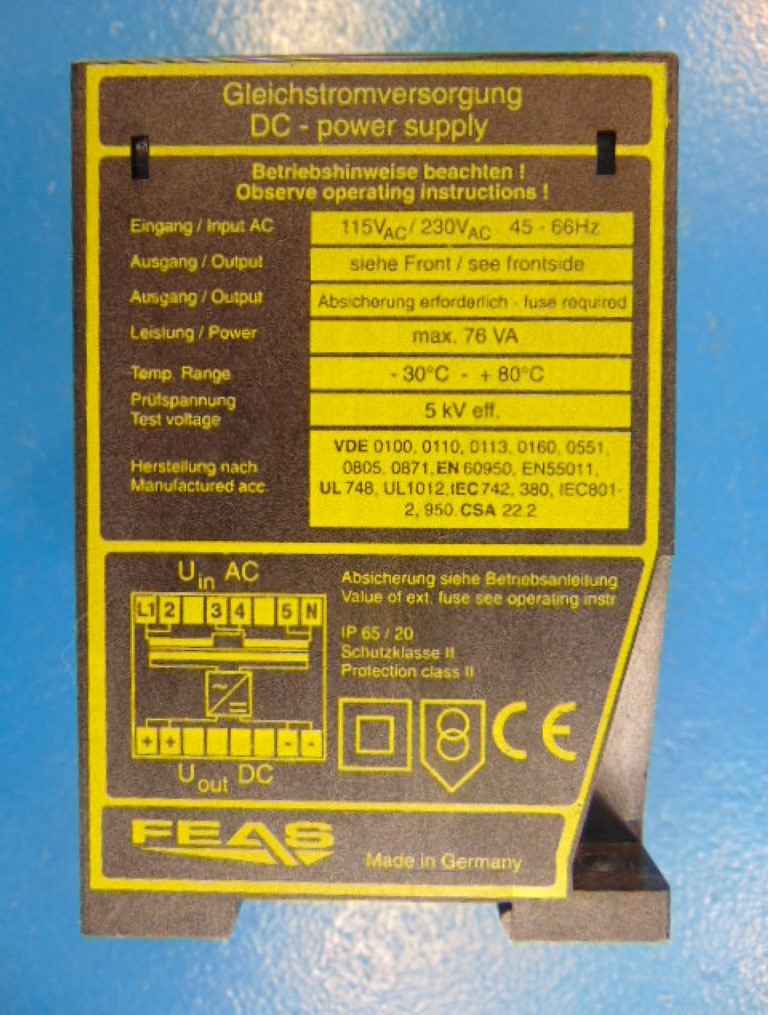 Gleichstromversorgung
DC - power supply
Betriebshinweise beachten !
Observe operating instructions !
Eingang / Input AC 115VAC / 230VAC 45 - 66Hz
Ausgang / Output siehe Front / see frontside
Ausgang / Output Absicherung erforderlich - fuse required
Leistung / Power max. 76 VA
Temp. Range - 30°C - + 80°C
Prüfspannung
Test voltage 5 kV eff.
Herstellung nach
Manufactured acc.
VDE 0100, 0110, 0113, 0160, 0551,
0805, 0871, EN 60950, EN55011,
UL 748, UL1012, IEC 742, 380, IEC801-
2, 950, CSA 22.2
Uin AC
L1 2 3 4 5 N
+ + - -
Uout DC
Absicherung siehe Betriebsanleitung
Value of ext. fuse see operating instr.
IP 65 / 20
Schutzklasse II
Protection class II
CE
FEAS
Made in Germany